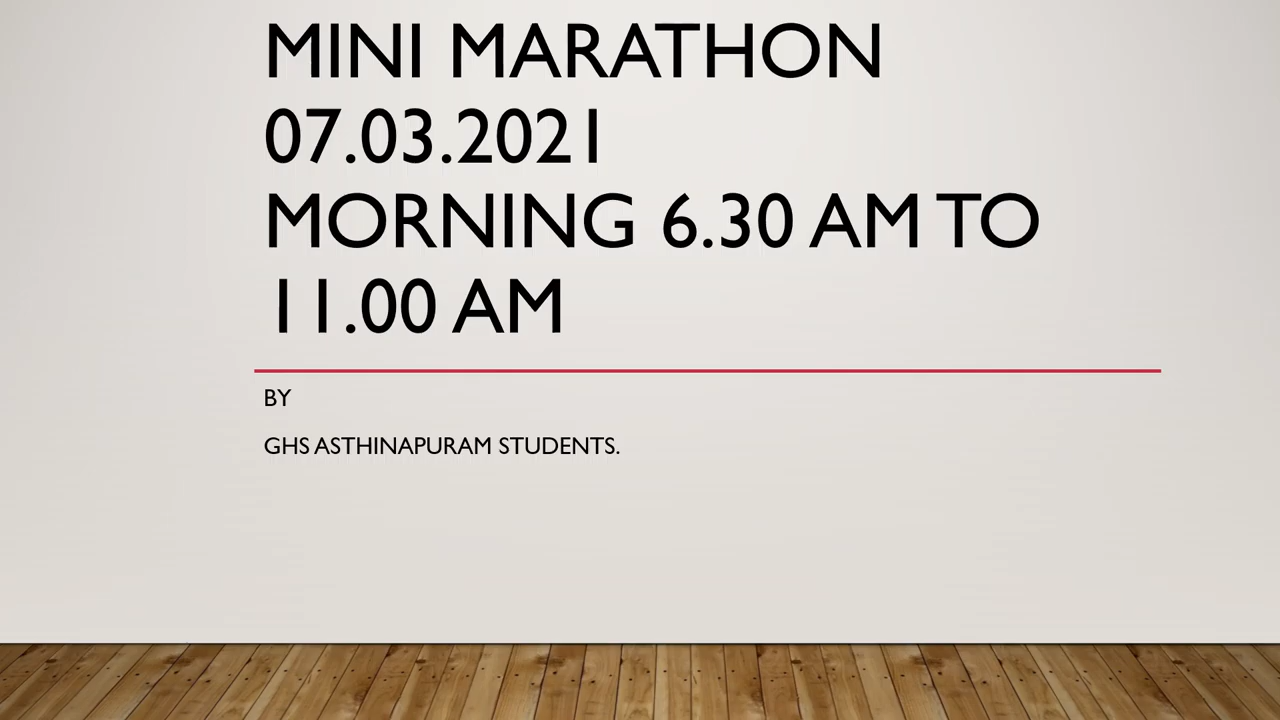 MINI MARATHON
07.03.2021
MORNING 6.30 AM TO
11.00 AM
BY
GHS ASTHINAPURAM STUDENTS.